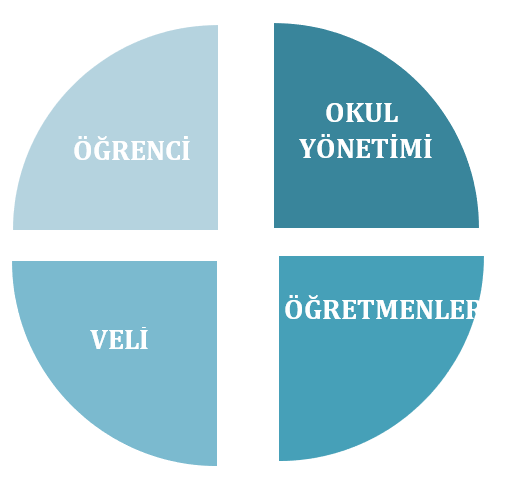 ÖĞRENCİ
OKUL
YÖNETİMİ
VELİ
ÖĞRETMENLER